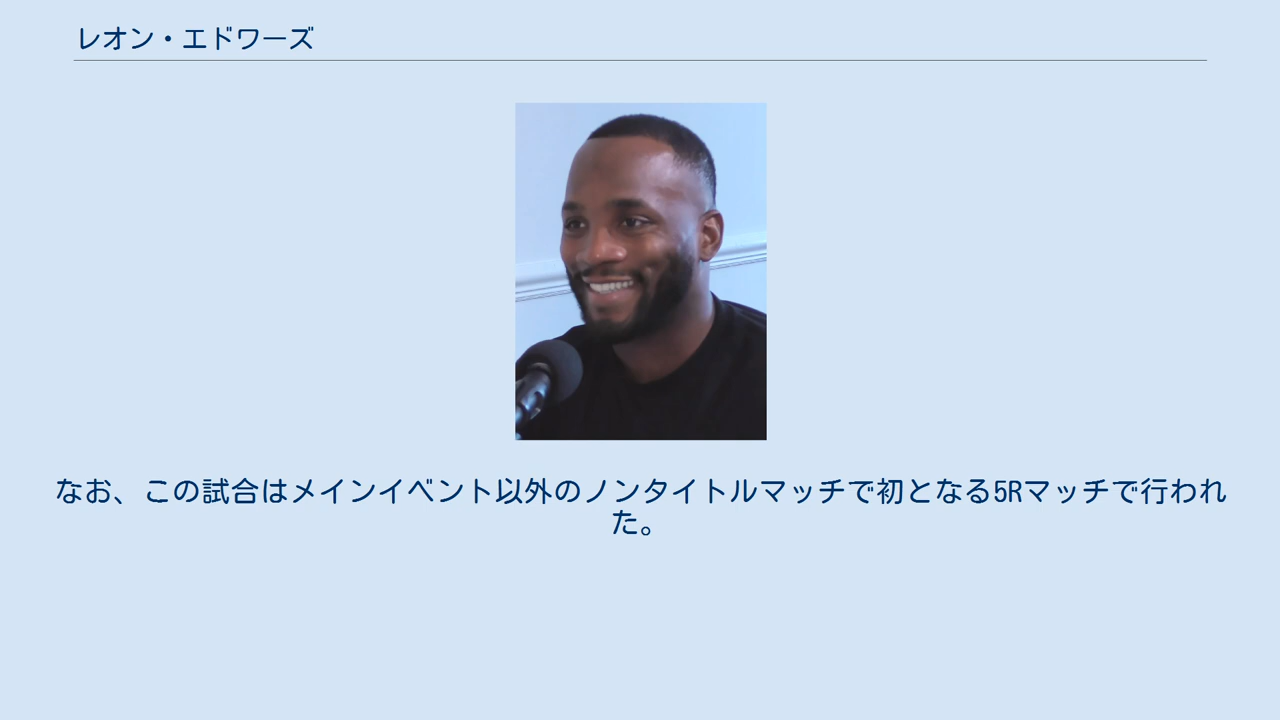 レオン・エドワーズ
なお、この試合はメインイベント以外のノンタイトルマッチで初となる5Rマッチで行われ
た。